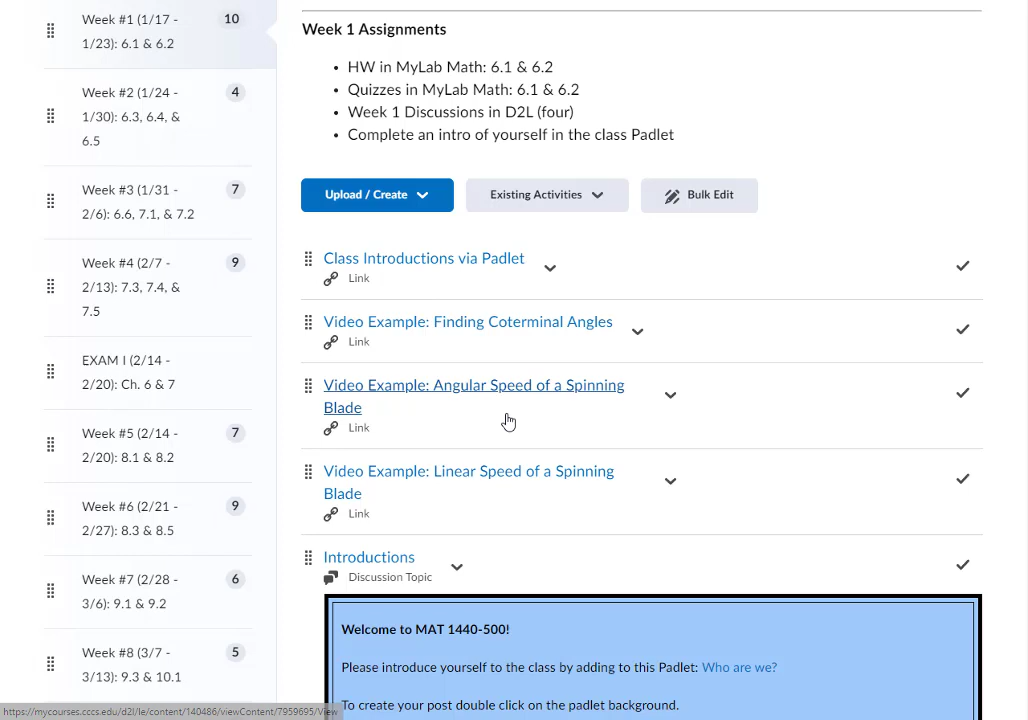 Week #1 (1/17 -
1/23): 6.1 & 6.2
10
Week #2 (1/24 -
1/30): 6.3, 6.4, &
6.5
4
Week #3 (1/31 -
2/6): 6.6, 7.1, & 7.2
7
Week #4 (2/7 -
2/13): 7.3, 7.4, &
7.5
9
EXAM I (2/14 -
2/20): Ch. 6 & 7
Week #5 (2/14 -
2/20): 8.1 & 8.2
7
Week #6 (2/21 -
2/27): 8.3 & 8.5
9
Week #7 (2/28 -
3/6): 9.1 & 9.2
6
Week #8 (3/7 -
3/13): 9.3 & 10.1
5
Week 1 Assignments
• HW in MyLab Math: 6.1 & 6.2
• Quizzes in MyLab Math: 6.1 & 6.2
• Week 1 Discussions in D2L (four)
• Complete an intro of yourself in the class Padlet
Upload / Create
Existing Activities
Bulk Edit
Class Introductions via Padlet
Link
Video Example: Finding Coterminal Angles
Link
Video Example: Angular Speed of a Spinning
Blade
Link
Video Example: Linear Speed of a Spinning
Blade
Link
Introductions
Discussion Topic
Welcome to MAT 1440-500!
Please introduce yourself to the class by adding to this Padlet: Who are we?
To create your post double click on the padlet background.
https://mycourses.cccs.edu/d2l/le/content/140486/viewContent/7959695/View